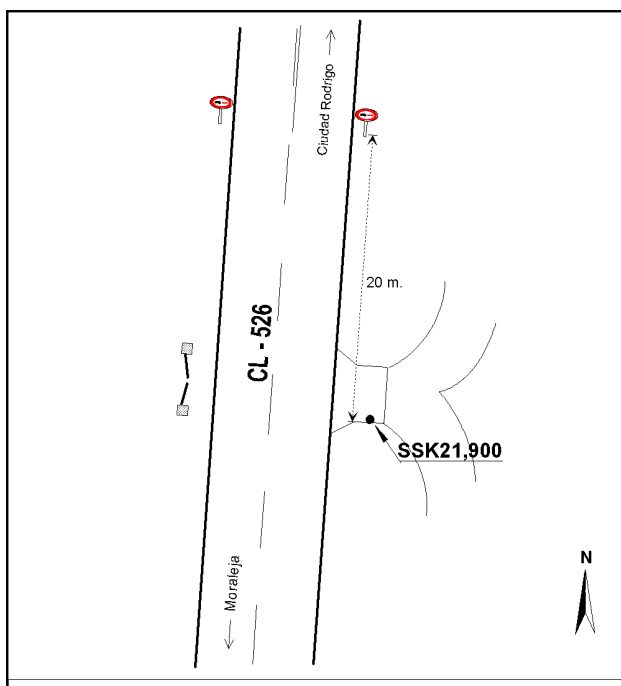 Ciudad Rodrigo
20 m.
CL - 526
SSK21,900
Moraleja
N